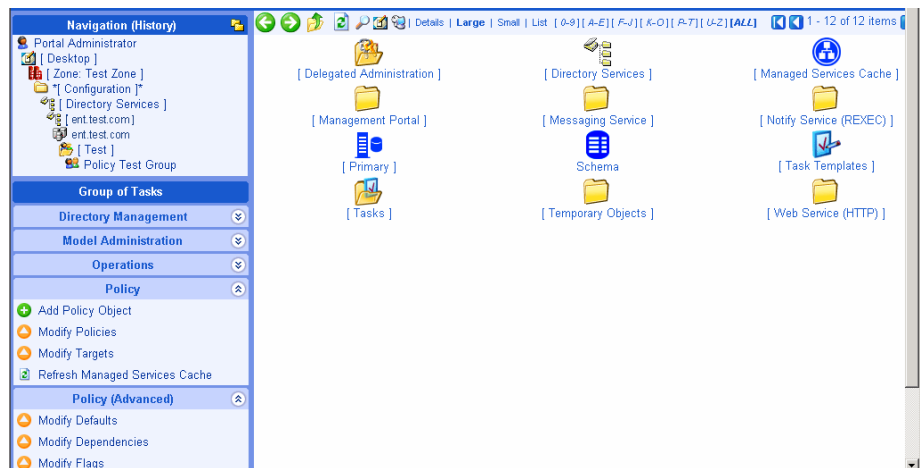 Navigation (History)
Portal Administrator
[ Desktop ]
[ Zone: Test Zone ]
*[ Configuration ]*
[ Directory Services ]
[ ent.test.com]
ent.test.com
[ Test ]
Policy Test Group
Group of Tasks
Directory Management
Model Administration
Operations
Policy
Add Policy Object
Modify Policies
Modify Targets
Refresh Managed Services Cache
Policy (Advanced)
Modify Defaults
Modify Dependencies
Modify Flags
Details | Large | Small | List [ 0-9 ] [ A-E ] [ F-J ] [ K-O ] [ P-T ] [ U-Z ] [ALL] 1 - 12 of 12 items
[ Delegated Administration ] [ Directory Services ] [ Managed Services Cache ]
[ Management Portal ] [ Messaging Service ] [ Notify Service (REXEC) ]
[ Primary ] Schema [ Task Templates ]
[ Tasks ] [ Temporary Objects ] [ Web Service (HTTP) ]